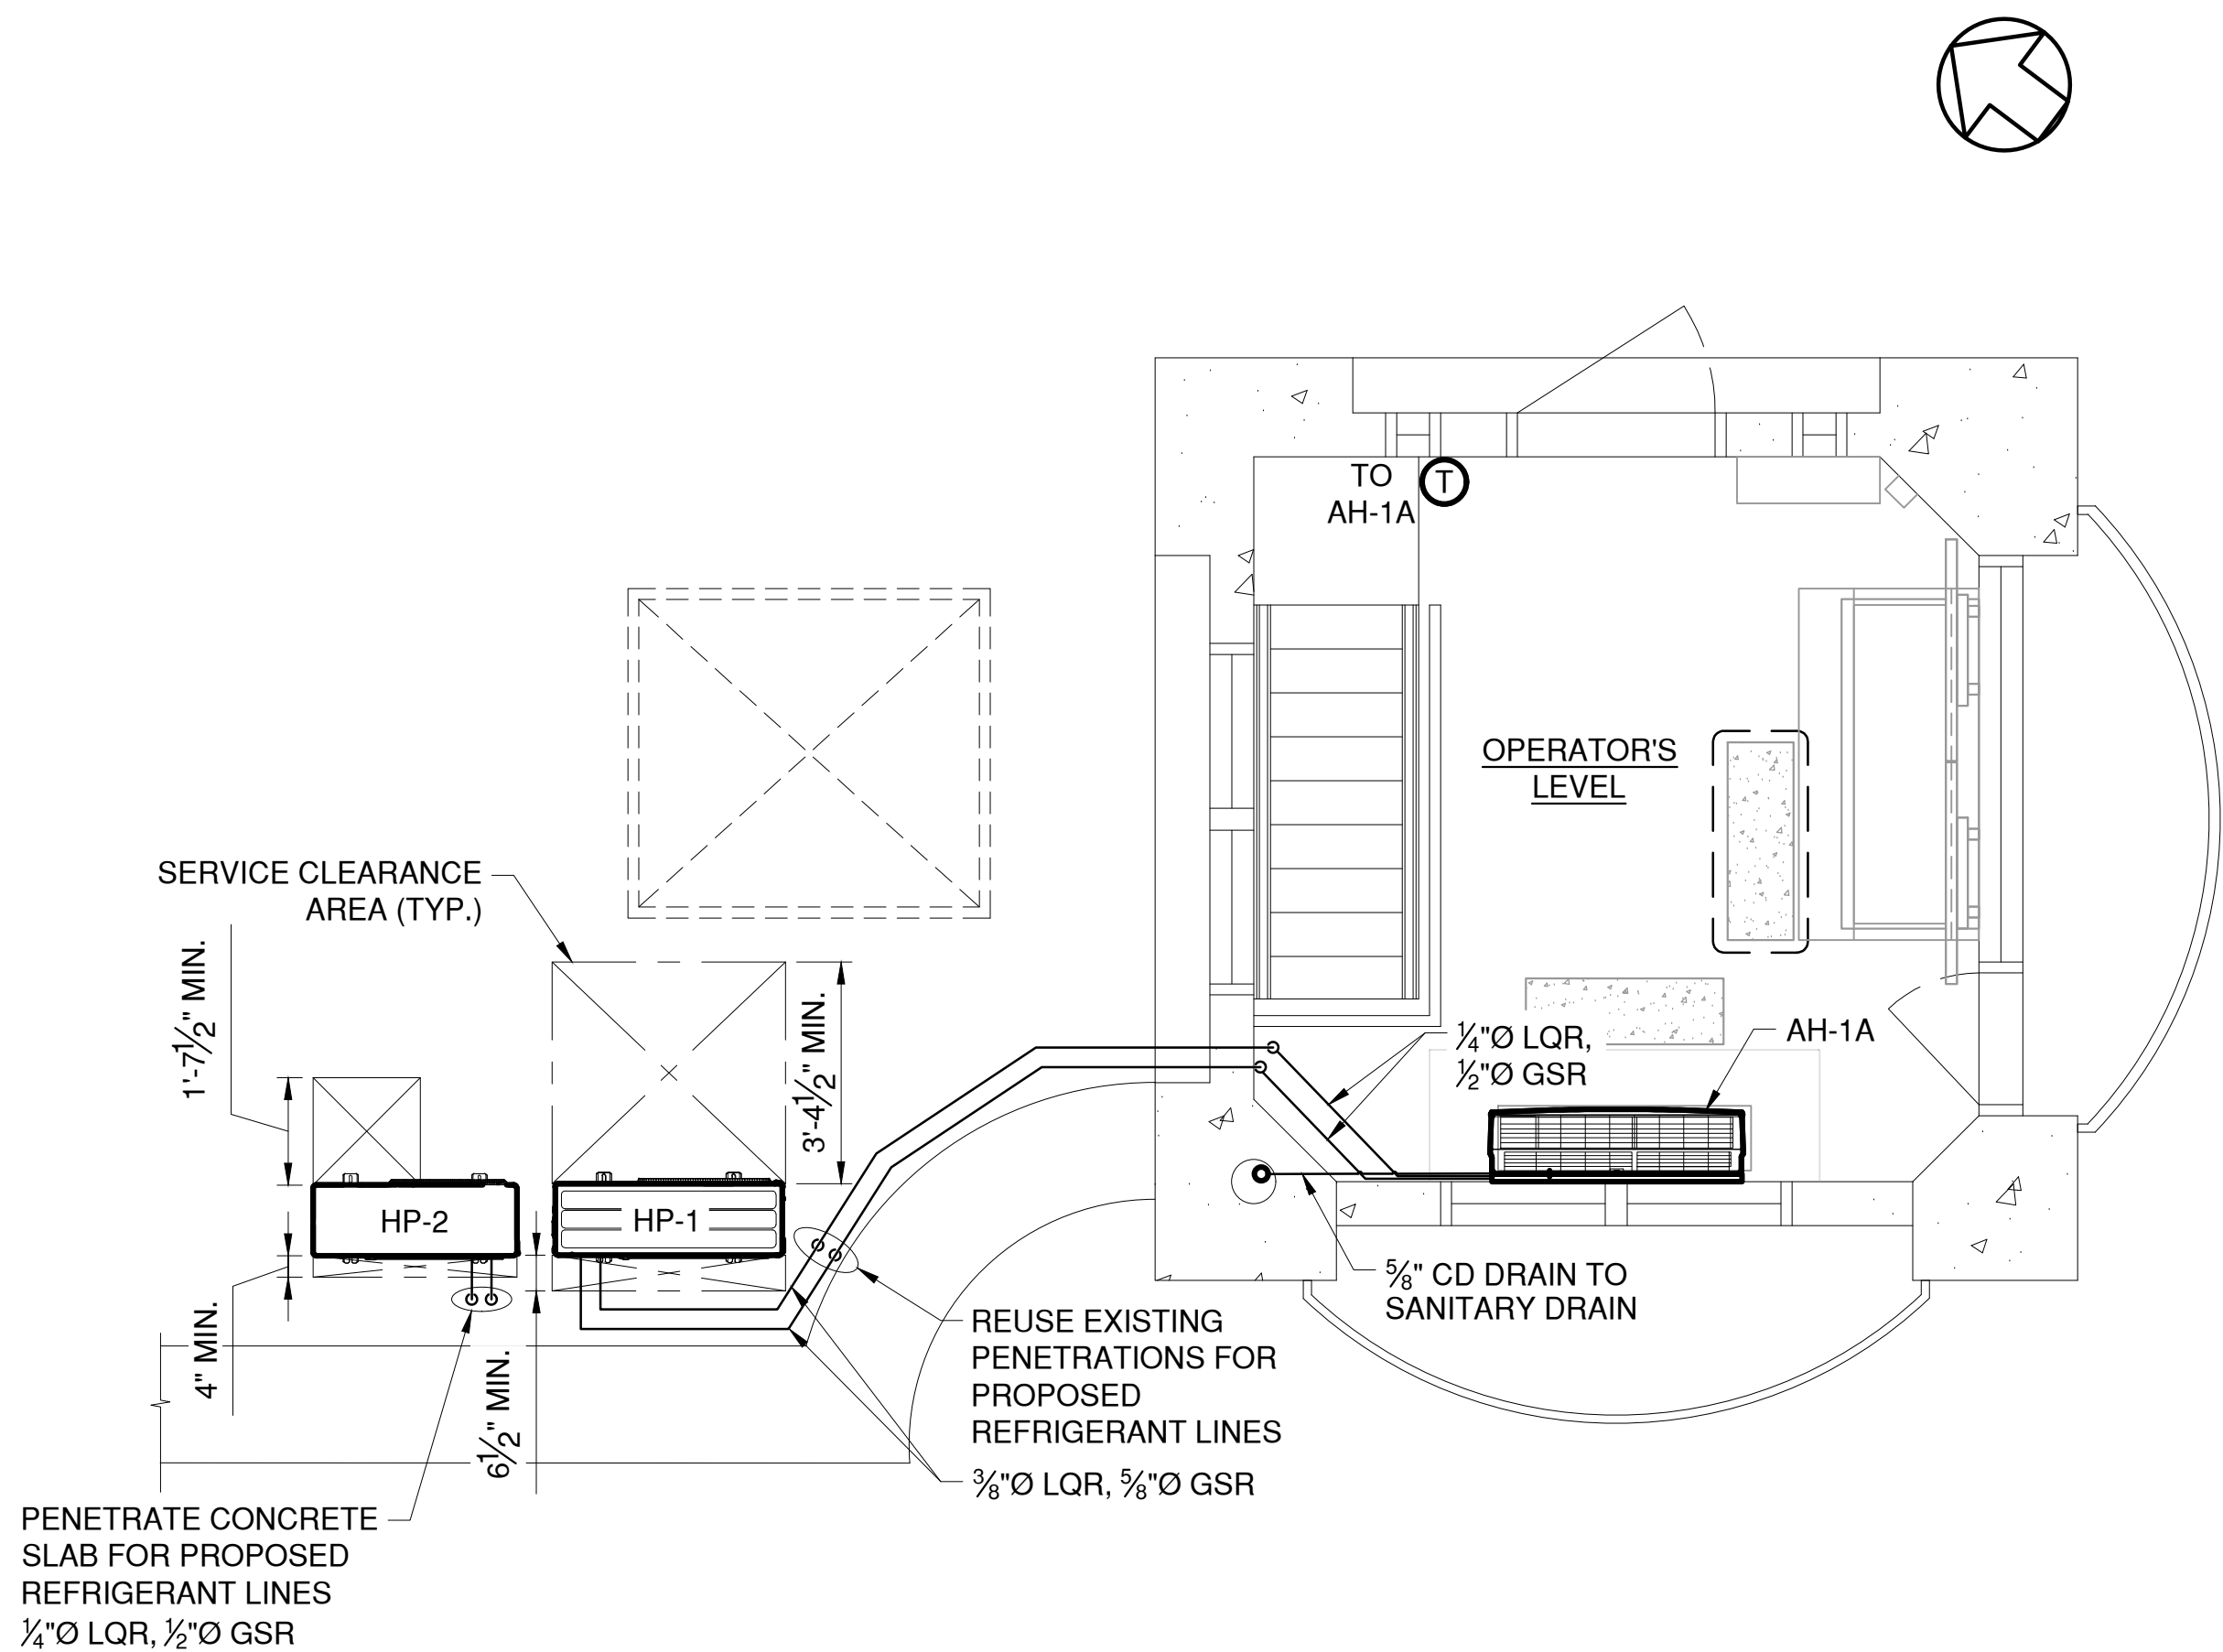 TO
AH-1A
T
OPERATOR'S
LEVEL
SERVICE CLEARANCE
AREA (TYP.)
1'-7½" MIN.
3'-4½" MIN.
¼"Ø LQR,
½"Ø GSR
AH-1A
HP-2
HP-1
⅝" CD DRAIN TO
SANITARY DRAIN
4" MIN.
6½" MIN.
REUSE EXISTING
PENETRATIONS FOR
PROPOSED
REFRIGERANT LINES
⅜"Ø LQR, ⅝"Ø GSR
PENETRATE CONCRETE
SLAB FOR PROPOSED
REFRIGERANT LINES
¼"Ø LQR, ½"Ø GSR